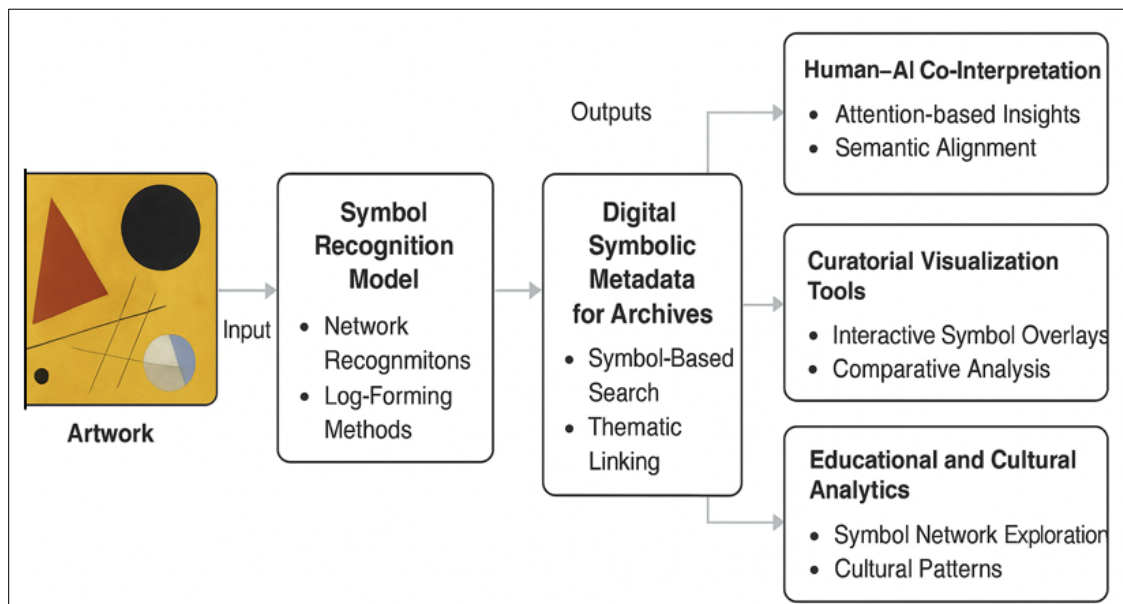 Artwork
Input
Symbol
Recognition
Model
• Network
Recognmitons
• Log-Forming
Methods
Digital
Symbolic
Metadata
for Archives
• Symbol-Based
Search
• Thematic
Linking
Outputs
Human–AI Co-Interpretation
• Attention-based Insights
• Semantic Alignment
Curatorial Visualization
Tools
• Interactive Symbol Overlays
• Comparative Analysis
Educational and Cultural
Analytics
• Symbol Network Exploration
• Cultural Patterns